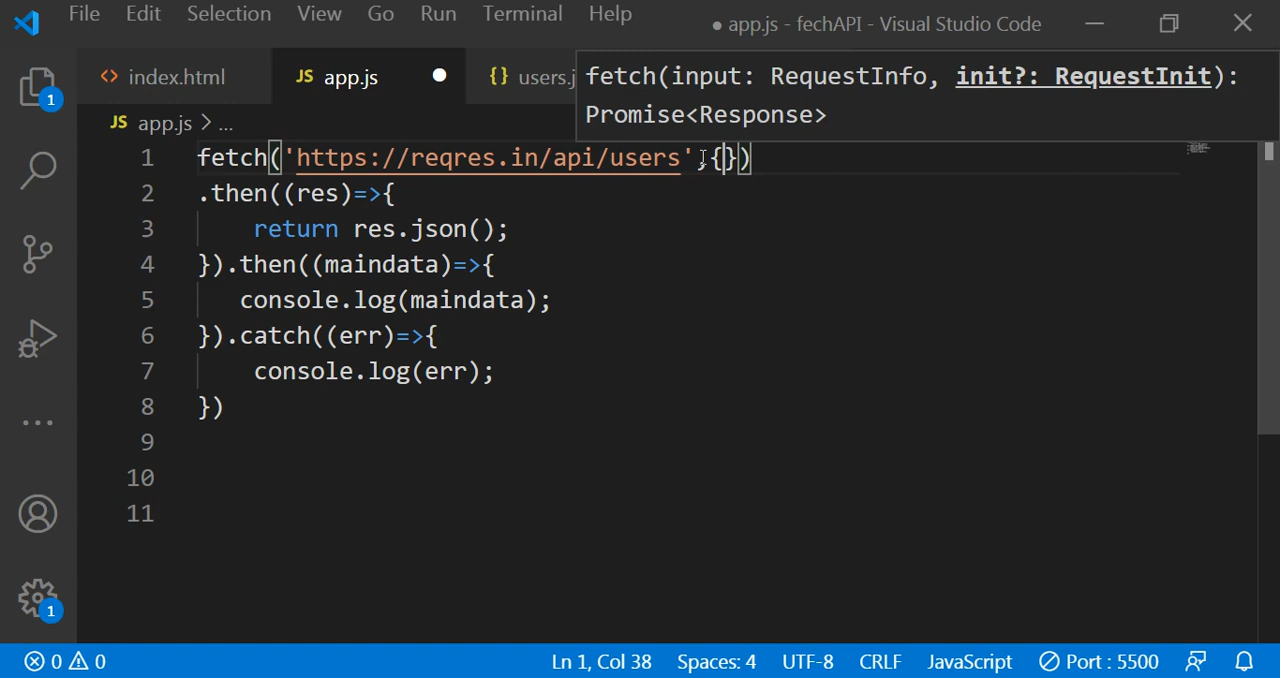 File Edit Selection View Go Run Terminal Help
● app.js - fechAPI - Visual Studio Code
<> index.html
JS app.js ●
{} users.j
fetch(input: RequestInfo, init?: RequestInit):
Promise<Response>
JS app.js > ...
1 fetch('https://reqres.in/api/users',{})
2 .then((res)=>{
3 return res.json();
4 }).then((maindata)=>{
5 console.log(maindata);
6 }).catch((err)=>{
7 console.log(err);
8 })
9
10
11
1
1
0 0
Ln 1, Col 38 Spaces: 4 UTF-8 CRLF JavaScript Port : 5500